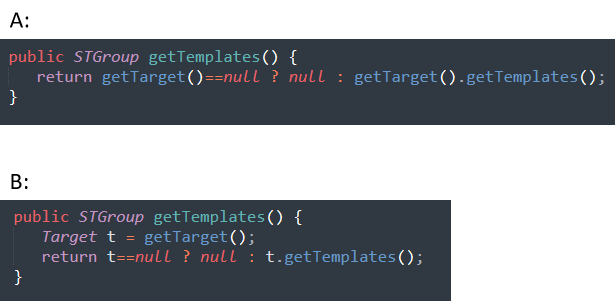 A:
public STGroup getTemplates() {
return getTarget()==null ? null : getTarget().getTemplates();
}
B:
public STGroup getTemplates() {
Target t = getTarget();
return t==null ? null : t.getTemplates();
}